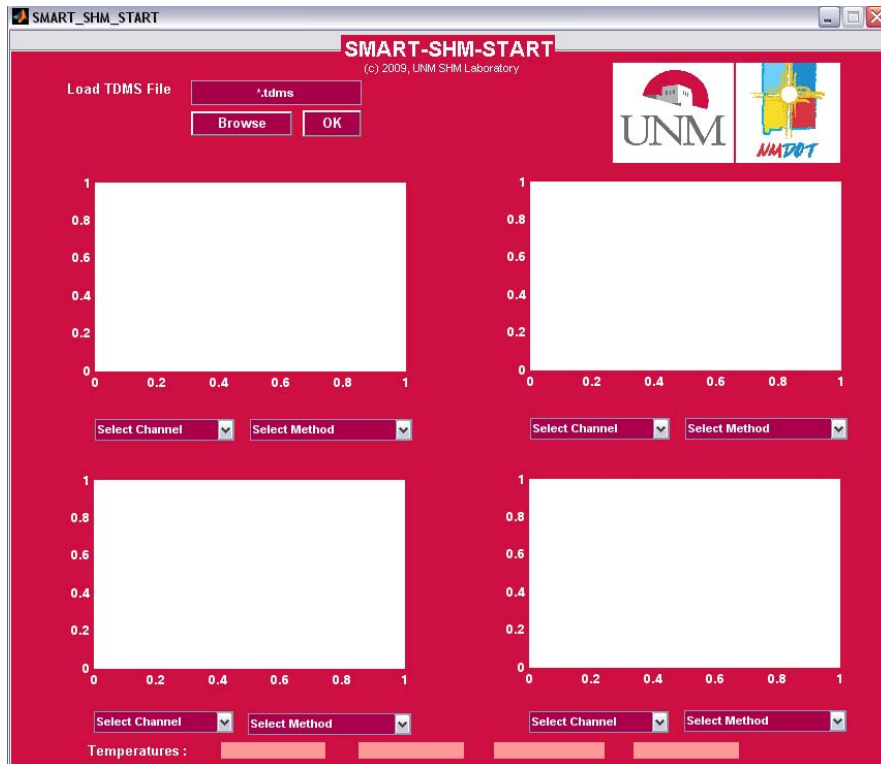 SMART_SHM_START
SMART-SHM-START
(c) 2009, UNM SHM Laboratory
Load TDMS File
*.tdms
Browse OK
UNM
NMDOT
1
0.8
0.6
0.4
0.2
0
0 0.2 0.4 0.6 0.8 1
Select Channel Select Method
1
0.8
0.6
0.4
0.2
0
0 0.2 0.4 0.6 0.8 1
Select Channel Select Method
1
0.8
0.6
0.4
0.2
0
0 0.2 0.4 0.6 0.8 1
Select Channel Select Method
1
0.8
0.6
0.4
0.2
0
0 0.2 0.4 0.6 0.8 1
Select Channel Select Method
Temperatures :